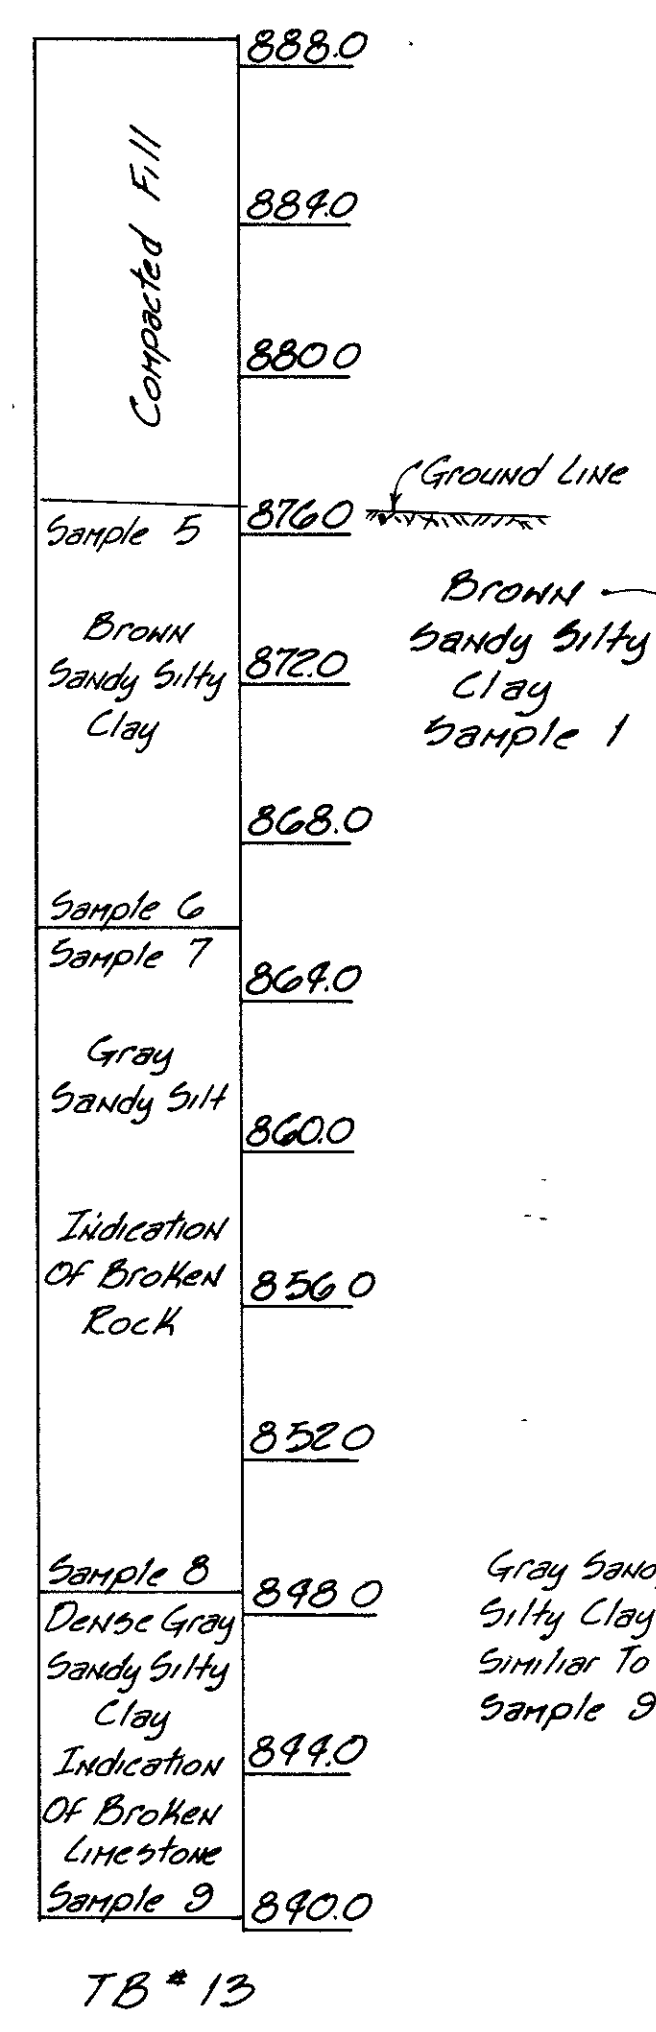 888.0
Compacted Fill
884.0
880.0
Ground Line
876.0
Sample 5
Brown
Sandy Silty
Clay
872.0
Brown
Sandy Silty
Clay
Sample 1
868.0
Sample 6
Sample 7
864.0
Gray
Sandy Silt
860.0
Indication
Of Broken
Rock
856.0
852.0
Sample 8
848.0
Dense Gray
Sandy Silty
Clay
Indication
Of Broken
Limestone
844.0
Gray Sandy
Silty Clay
Similiar To
Sample 9
Sample 9
840.0
TB # 13